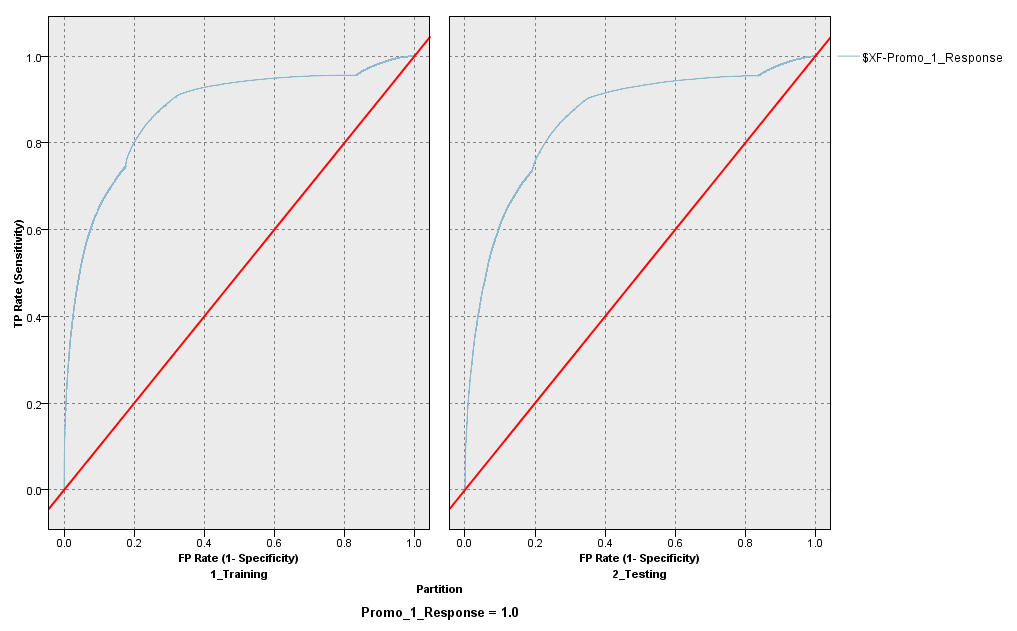 $XF-Promo_1_Response
TP Rate (Sensitivity)
1.0
0.8
0.6
0.4
0.2
0.0
0.0 0.2 0.4 0.6 0.8 1.0
0.0 0.2 0.4 0.6 0.8 1.0
FP Rate (1- Specificity)
FP Rate (1- Specificity)
1_Training
2_Testing
Partition
Promo_1_Response = 1.0